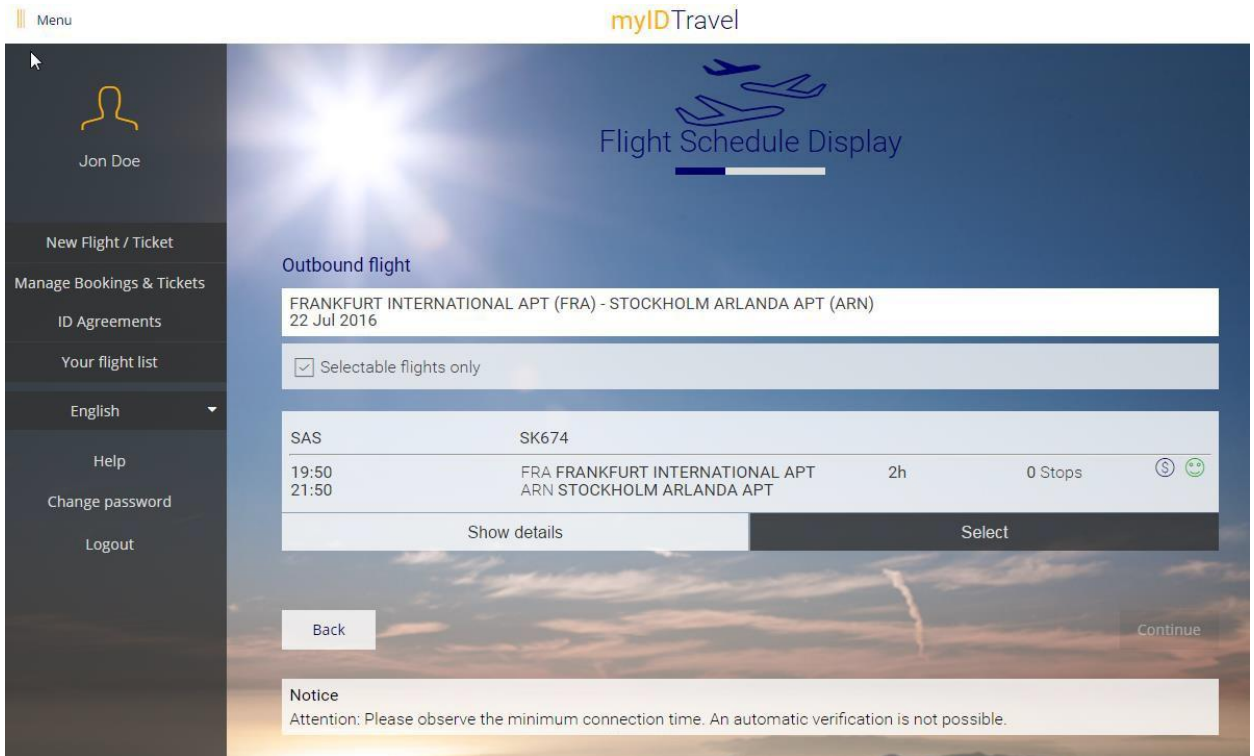 Menu
myIDTravel
Jon Doe
Flight Schedule Display
New Flight / Ticket
Manage Bookings & Tickets
ID Agreements
Your flight list
English
Help
Change password
Logout
Outbound flight
FRANKFURT INTERNATIONAL APT (FRA) - STOCKHOLM ARLANDA APT (ARN)
22 Jul 2016
Selectable flights only
SAS SK674
19:50 FRA FRANKFURT INTERNATIONAL APT 2h 0 Stops S
21:50 ARN STOCKHOLM ARLANDA APT
Show details Select
Back Continue
Notice
Attention: Please observe the minimum connection time. An automatic verification is not possible.